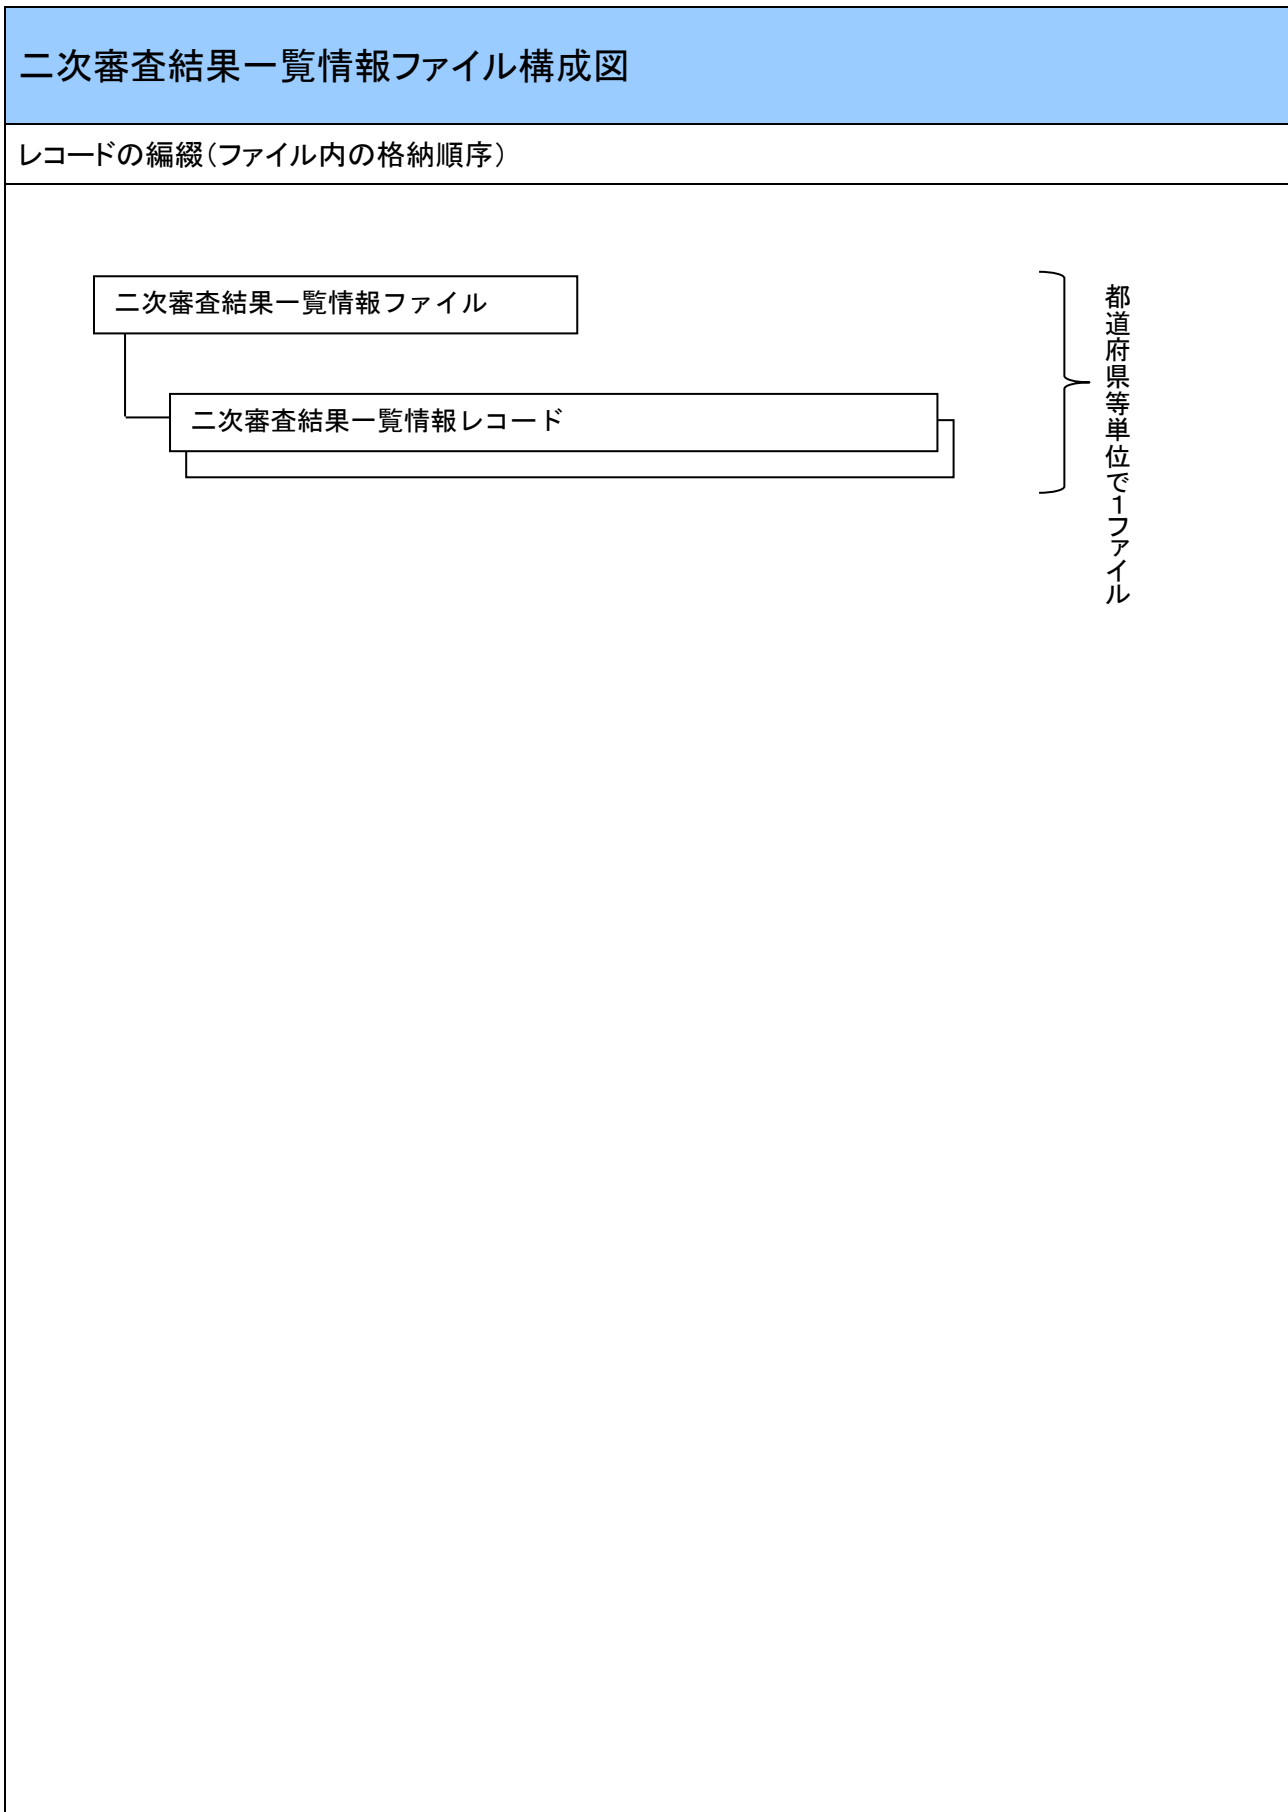 二次審査結果一覧情報ファイル構成図
レコードの編綴(ファイル内の格納順序)
二次審査結果一覧情報ファイル
二次審査結果一覧情報レコード
都道府県等単位で1ファイル